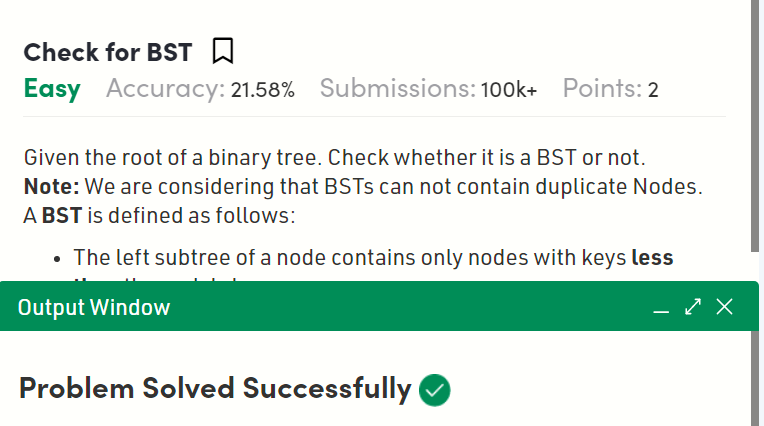 Check for BST
Easy Accuracy: 21.58% Submissions: 100k+ Points: 2
Given the root of a binary tree. Check whether it is a BST or not.
Note: We are considering that BSTs can not contain duplicate Nodes.
A BST is defined as follows:
• The left subtree of a node contains only nodes with keys less
Output Window
Problem Solved Successfully